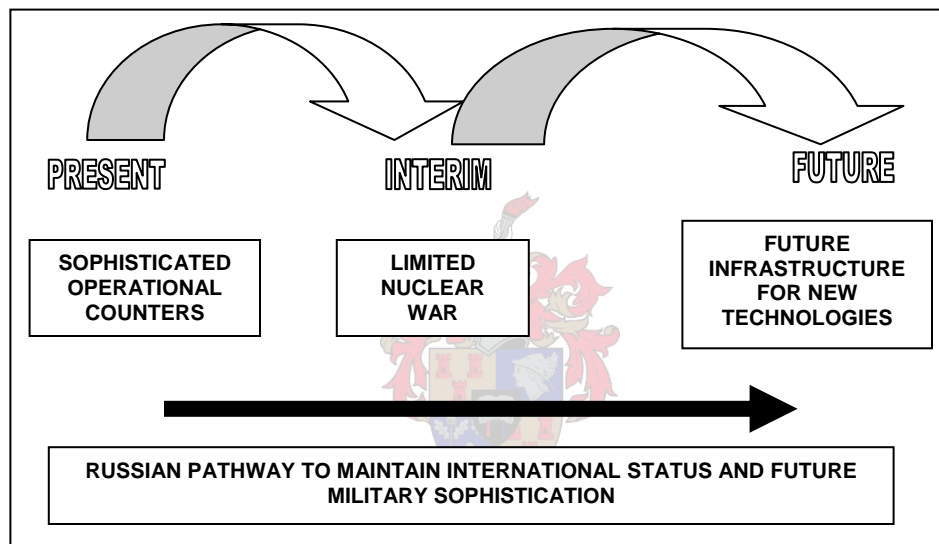 PRESENT
INTERIM
FUTURE
SOPHISTICATED
OPERATIONAL
COUNTERS
LIMITED
NUCLEAR
WAR
FUTURE
INFRASTRUCTURE
FOR NEW
TECHNOLOGIES
RUSSIAN PATHWAY TO MAINTAIN INTERNATIONAL STATUS AND FUTURE
MILITARY SOPHISTICATION